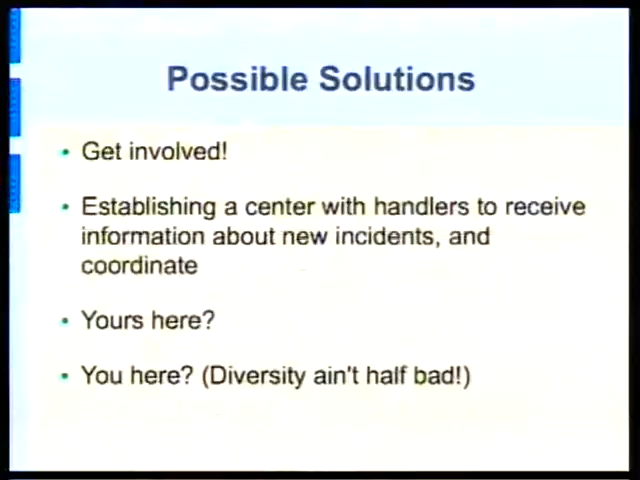 Possible Solutions
• Get involved!
• Establishing a center with handlers to receive
information about new incidents, and
coordinate
• Yours here?
• You here? (Diversity ain't half bad!)